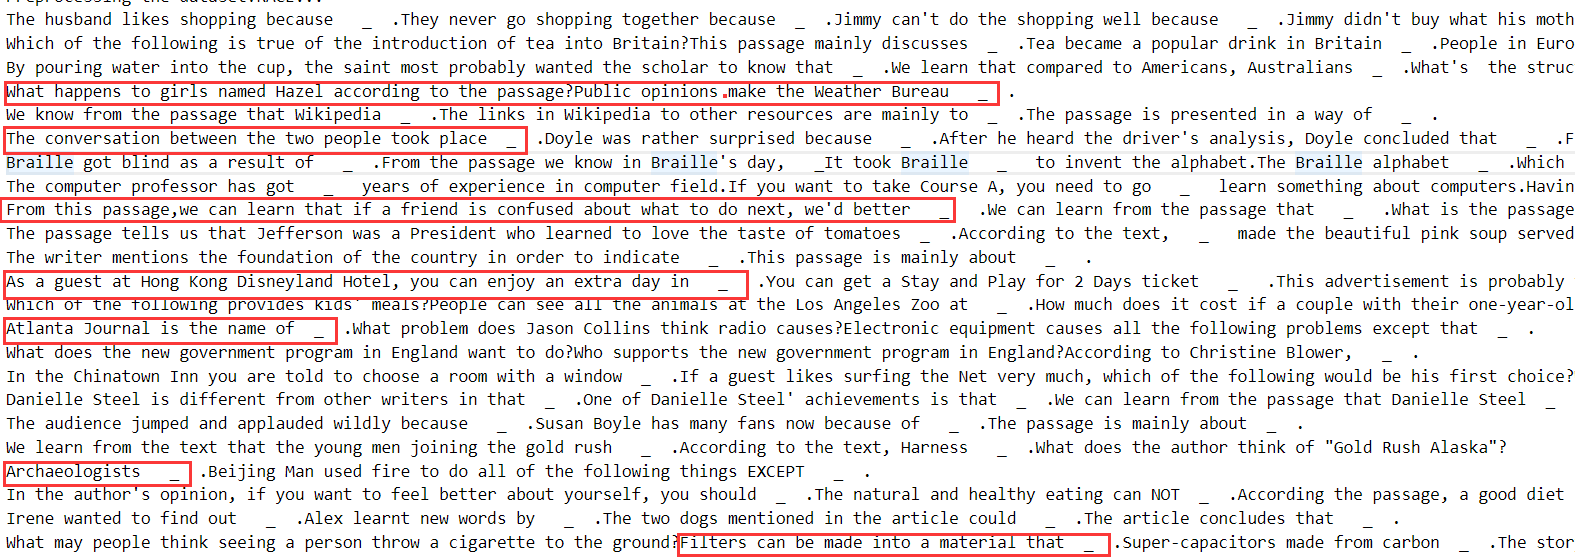 The husband likes shopping because _ .They never go shopping together because _ .Jimmy can't do the shopping well because _ .Jimmy didn't buy what his moth
Which of the following is true of the introduction of tea into Britain?This passage mainly discusses _ .Tea became a popular drink in Britain _ .People in Euro
By pouring water into the cup, the saint most probably wanted the scholar to know that _ .We learn that compared to Americans, Australians _ .What's the struc
What happens to girls named Hazel according to the passage?Public opinions make the Weather Bureau _ .
We know from the passage that Wikipedia _ .The links in Wikipedia to other resources are mainly to _ .The passage is presented in a way of _ .
The conversation between the two people took place _ .Doyle was rather surprised because _ .After he heard the driver's analysis, Doyle concluded that _ .F
Braille got blind as a result of _ .From the passage we know in Braille's day, _It took Braille _ to invent the alphabet.The Braille alphabet _ .Which
The computer professor has got _ years of experience in computer field.If you want to take Course A, you need to go _ learn something about computers.Havin
From this passage,we can learn that if a friend is confused about what to do next, we'd better _ .We can learn from the passage that _ .What is the passage
The passage tells us that Jefferson was a President who learned to love the taste of tomatoes _ .According to the text, _ made the beautiful pink soup served
The writer mentions the foundation of the country in order to indicate _ .This passage is mainly about _ .
As a guest at Hong Kong Disneyland Hotel, you can enjoy an extra day in _ .You can get a Stay and Play for 2 Days ticket _ .This advertisement is probably
Which of the following provides kids' meals?People can see all the animals at the Los Angeles Zoo at _ .How much does it cost if a couple with their one-year-ol
Atlanta Journal is the name of _ .What problem does Jason Collins think radio causes?Electronic equipment causes all the following problems except that _ .
What does the new government program in England want to do?Who supports the new government program in England?According to Christine Blower, _ .
In the Chinatown Inn you are told to choose a room with a window _ .If a guest likes surfing the Net very much, which of the following would be his first choice?
Danielle Steel is different from other writers in that _ .One of Danielle Steel' achievements is that _ .We can learn from the passage that Danielle Steel _
The audience jumped and applauded wildly because _ .Susan Boyle has many fans now because of _ .The passage is mainly about _ .
We learn from the text that the young men joining the gold rush _ .According to the text, Harness _ .What does the author think of "Gold Rush Alaska"?
Archaeologists _ .Beijing Man used fire to do all of the following things EXCEPT _ .
In the author's opinion, if you want to feel better about yourself, you should _ .The natural and healthy eating can NOT _ .According the passage, a good diet
Irene wanted to find out _ .Alex learnt new words by _ .The two dogs mentioned in the article could _ .The article concludes that _ .
What may people think seeing a person throw a cigarette to the ground?Filters can be made into a material that _ .Super-capacitors made from carbon _ .The stor